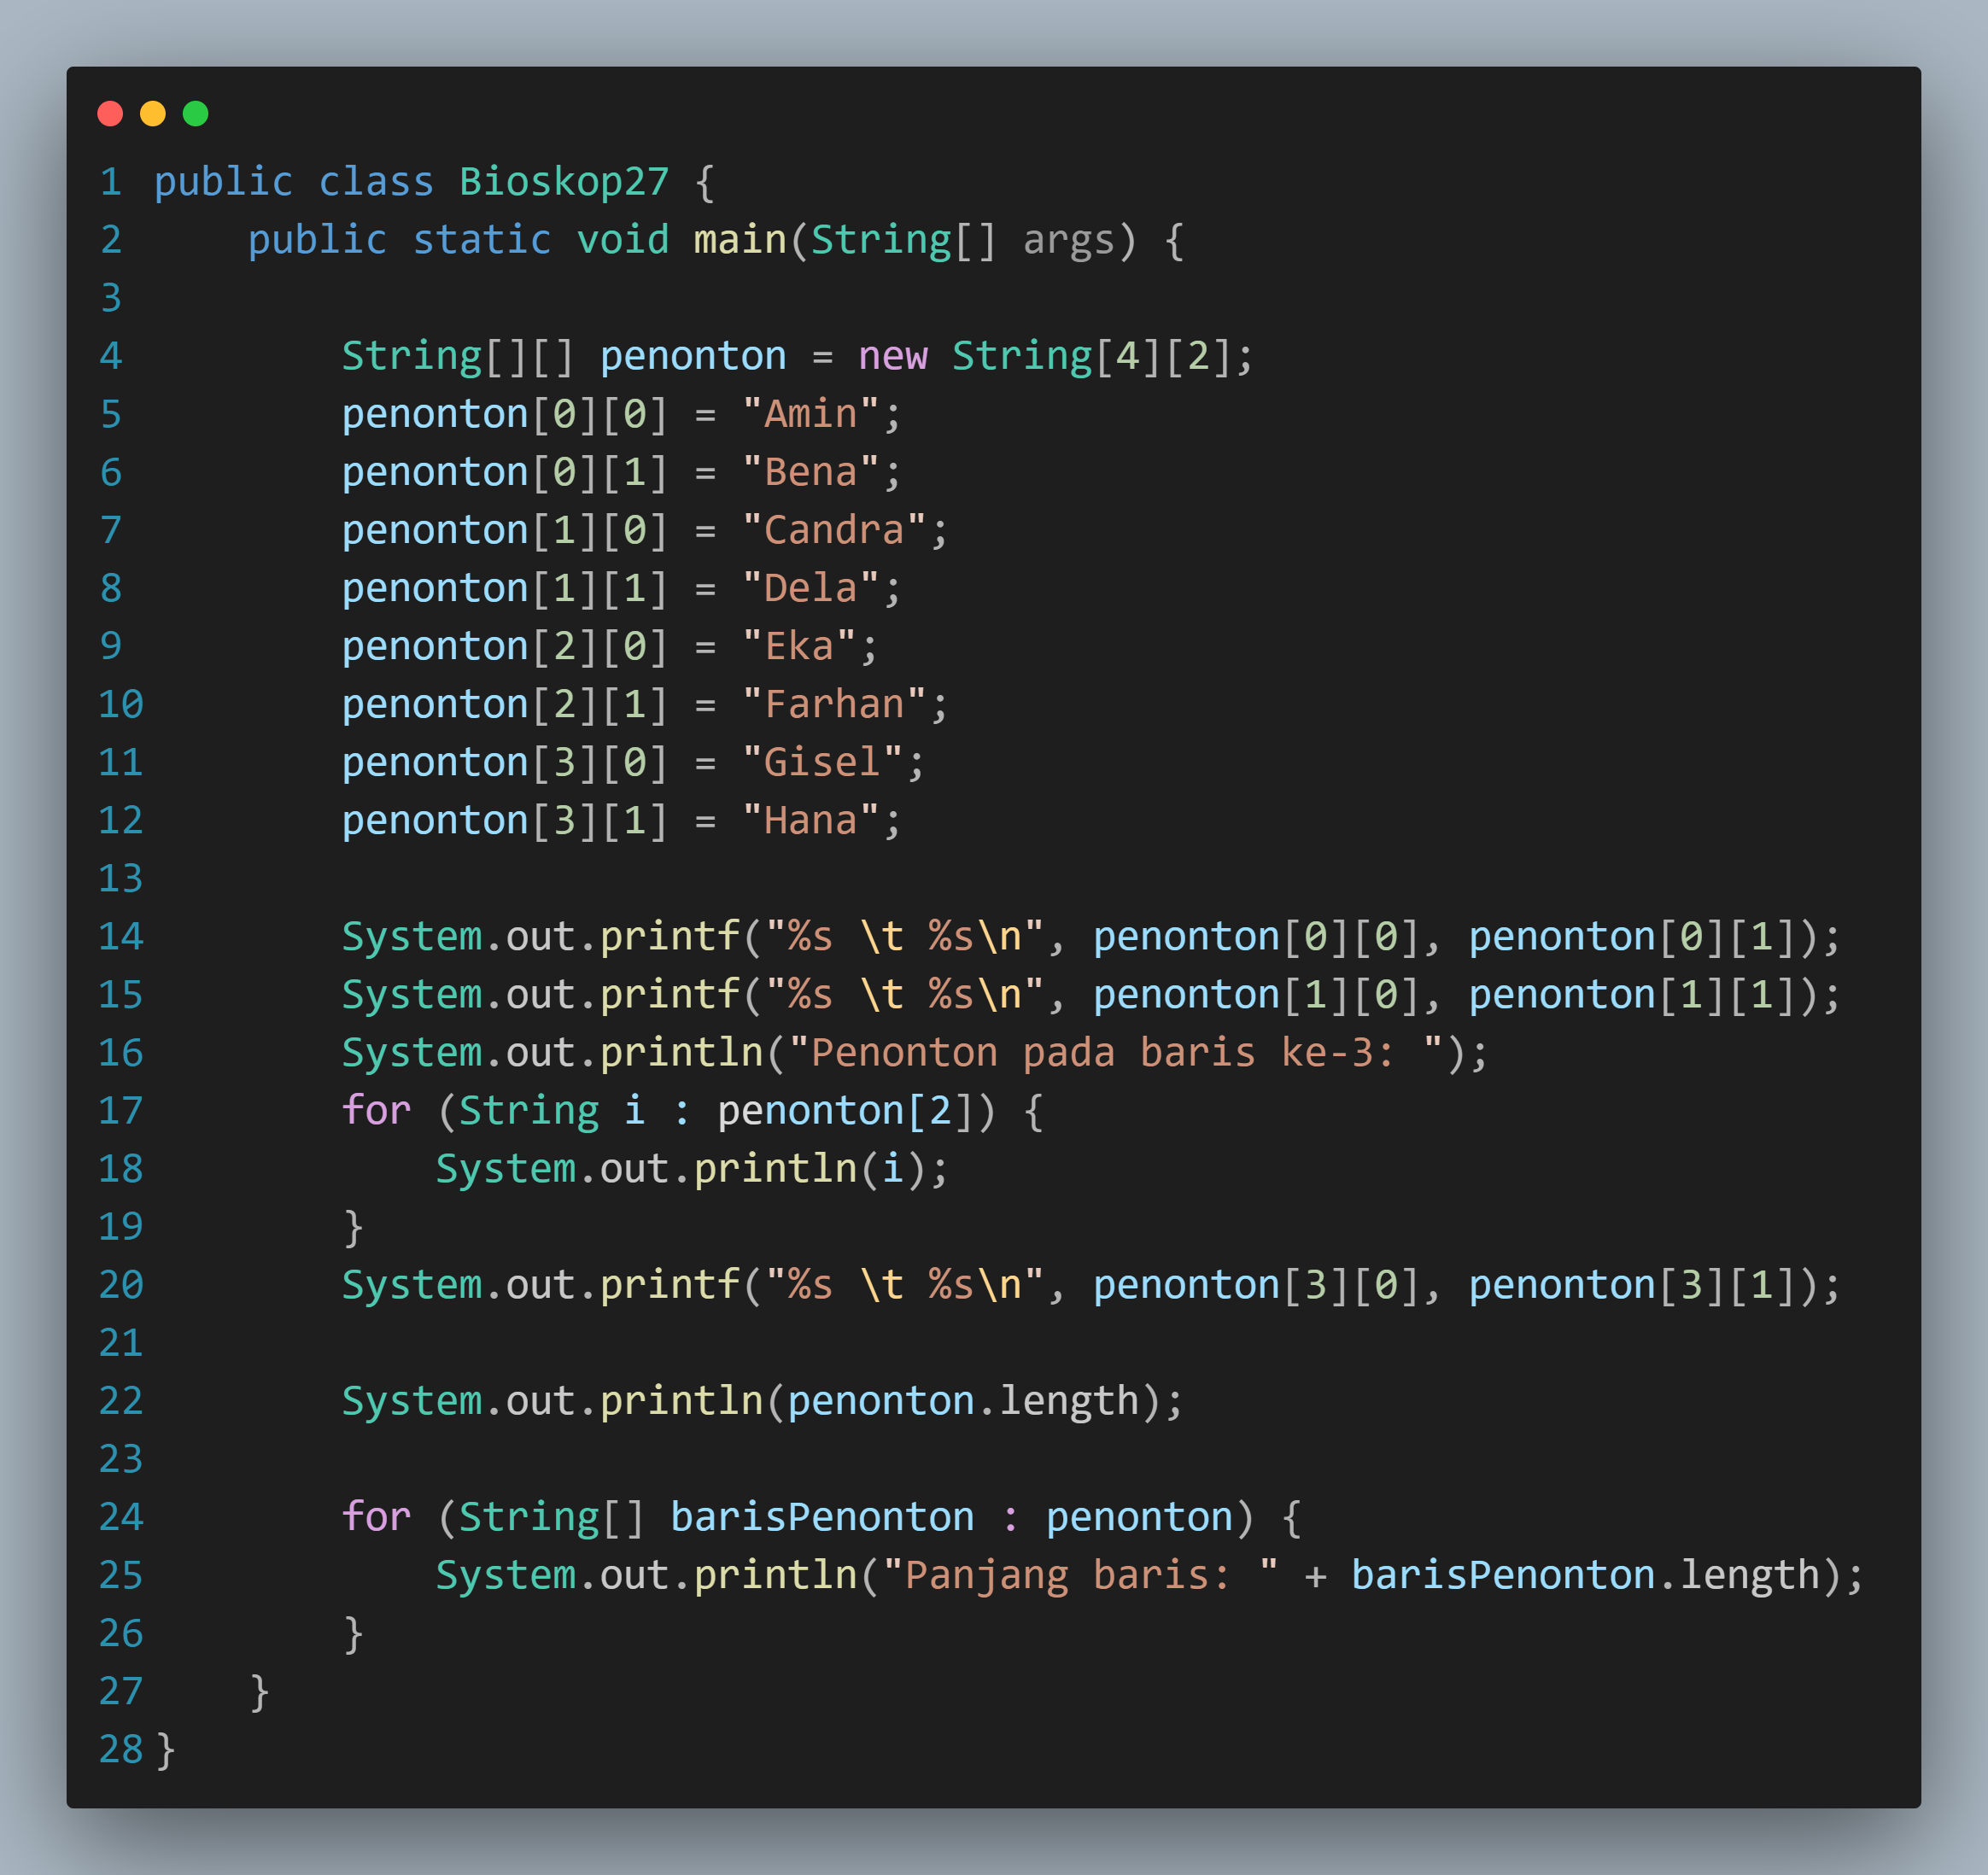 1 public class Bioskop27 {
2     public static void main(String[] args) {
3
4         String[][] penonton = new String[4][2];
5         penonton[0][0] = "Amin";
6         penonton[0][1] = "Bena";
7         penonton[1][0] = "Candra";
8         penonton[1][1] = "Dela";
9         penonton[2][0] = "Eka";
10         penonton[2][1] = "Farhan";
11         penonton[3][0] = "Gisel";
12         penonton[3][1] = "Hana";
13
14         System.out.printf("%s \t %s\n", penonton[0][0], penonton[0][1]);
15         System.out.printf("%s \t %s\n", penonton[1][0], penonton[1][1]);
16         System.out.println("Penonton pada baris ke-3: ");
17         for (String i : penonton[2]) {
18             System.out.println(i);
19         }
20         System.out.printf("%s \t %s\n", penonton[3][0], penonton[3][1]);
21
22         System.out.println(penonton.length);
23
24         for (String[] barisPenonton : penonton) {
25             System.out.println("Panjang baris: " + barisPenonton.length);
26         }
27     }
28 }